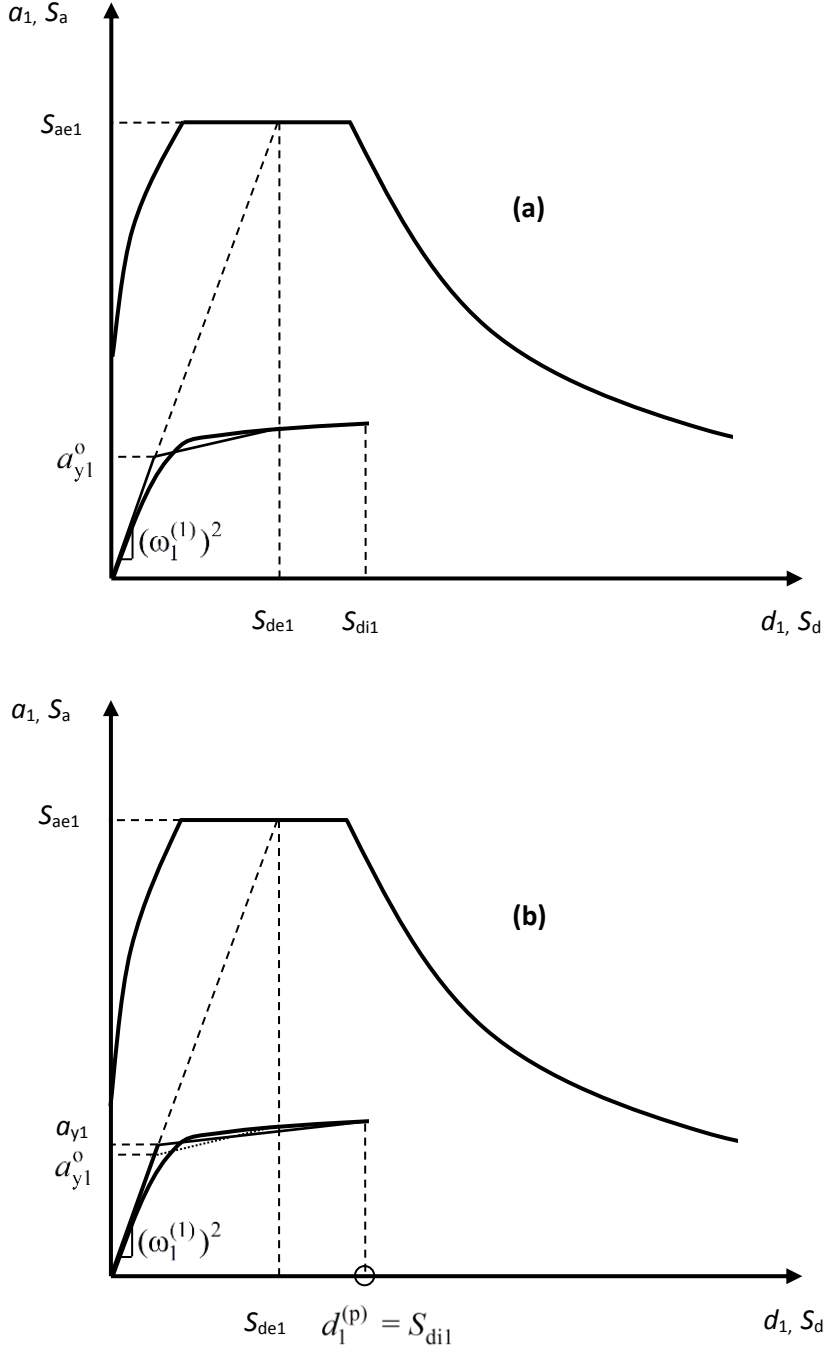 a₁, Sₐ
Sae1
(a)
a°y1
(ω₁⁽¹⁾)²
Sde1 Sdi1 d₁, Sd
a₁, Sₐ
Sae1
(b)
ay1
a°y1
(ω₁⁽¹⁾)²
Sde1 d₁⁽ᵖ⁾ = Sdi1 d₁, Sd